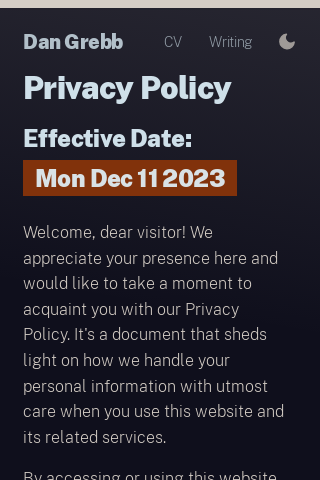 Dan Grebb
CV
Writing
Privacy Policy
Effective Date:
Mon Dec 11 2023
Welcome, dear visitor! We
appreciate your presence here and
would like to take a moment to
acquaint you with our Privacy
Policy. It's a document that sheds
light on how we handle your
personal information with utmost
care when you use this website and
its related services.
By accessing or using this website,